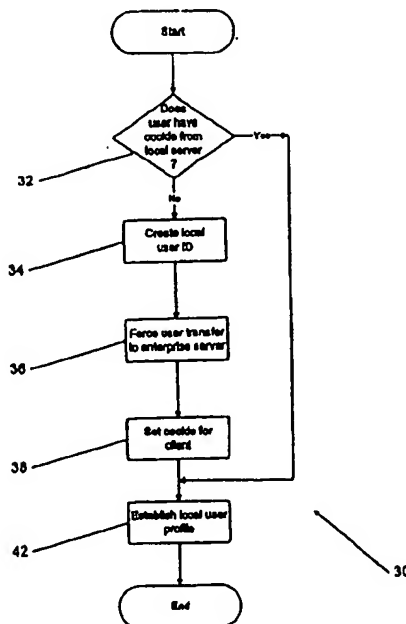 Start
Does
user have
cookie from
local server
?
Yes
32
No
Create local
user ID
34
Force user transfer
to enterprise server
36
Set cookie for
client
38
Establish local user
profile
42
30
End